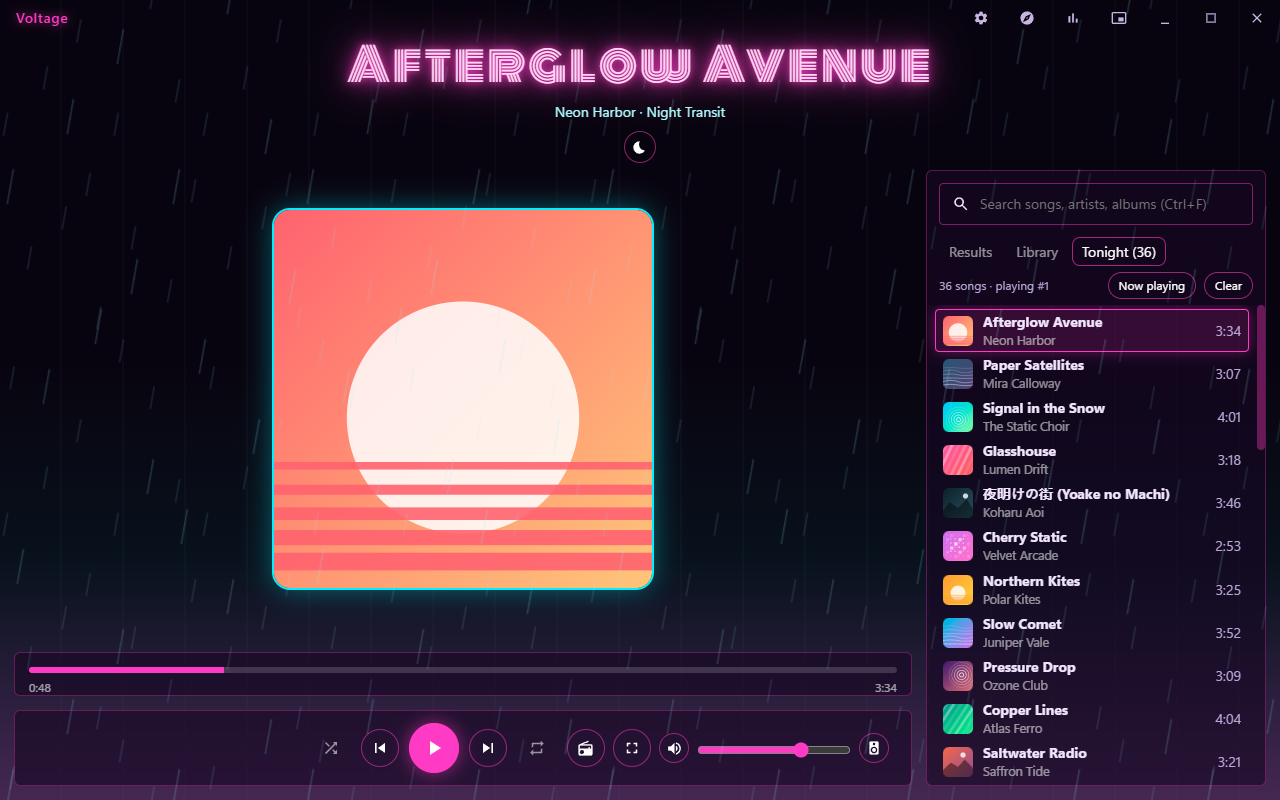 Voltage
Afterglow Avenue
Neon Harbor · Night Transit
Search songs, artists, albums (Ctrl+F)
Results Library Tonight (36)
36 songs · playing #1 Now playing Clear
Afterglow Avenue
Neon Harbor
3:34
Paper Satellites
Mira Calloway
3:07
Signal in the Snow
The Static Choir
4:01
Glasshouse
Lumen Drift
3:18
夜明けの街 (Yoake no Machi)
Koharu Aoi
3:46
Cherry Static
Velvet Arcade
2:53
Northern Kites
Polar Kites
3:25
Slow Comet
Juniper Vale
3:52
Pressure Drop
Ozone Club
3:09
Copper Lines
Atlas Ferro
4:04
Saltwater Radio
Saffron Tide
3:21
0:48 3:34